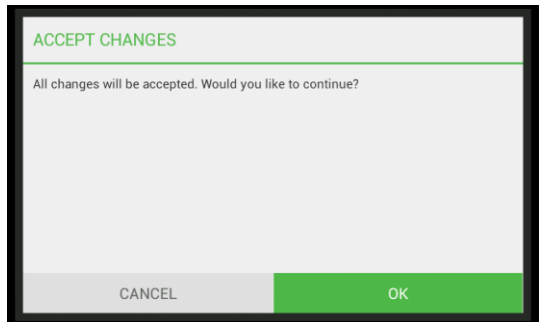 ACCEPT CHANGES
All changes will be accepted. Would you like to continue?
CANCEL
OK